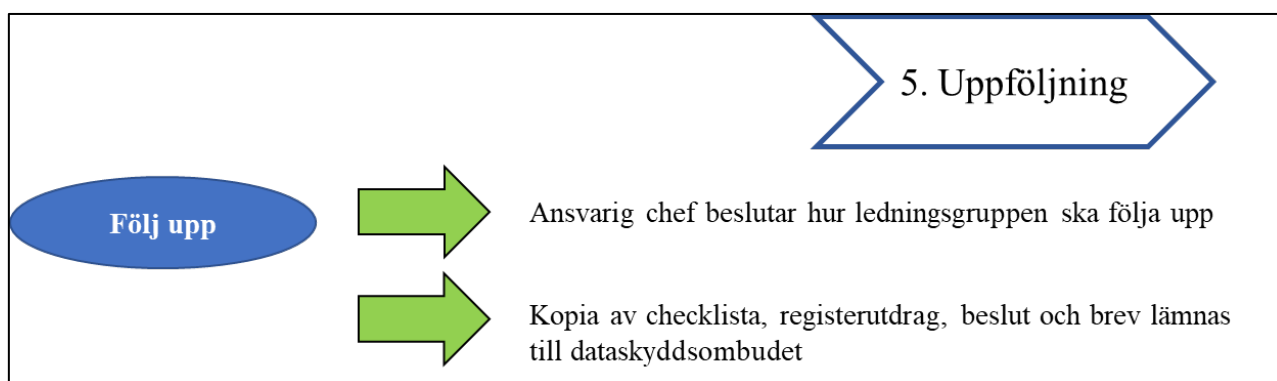 5. Uppföljning
Följ upp
Ansvarig chef beslutar hur ledningsgruppen ska följa upp
Kopia av checklista, registerutdrag, beslut och brev lämnas
till dataskyddsombudet